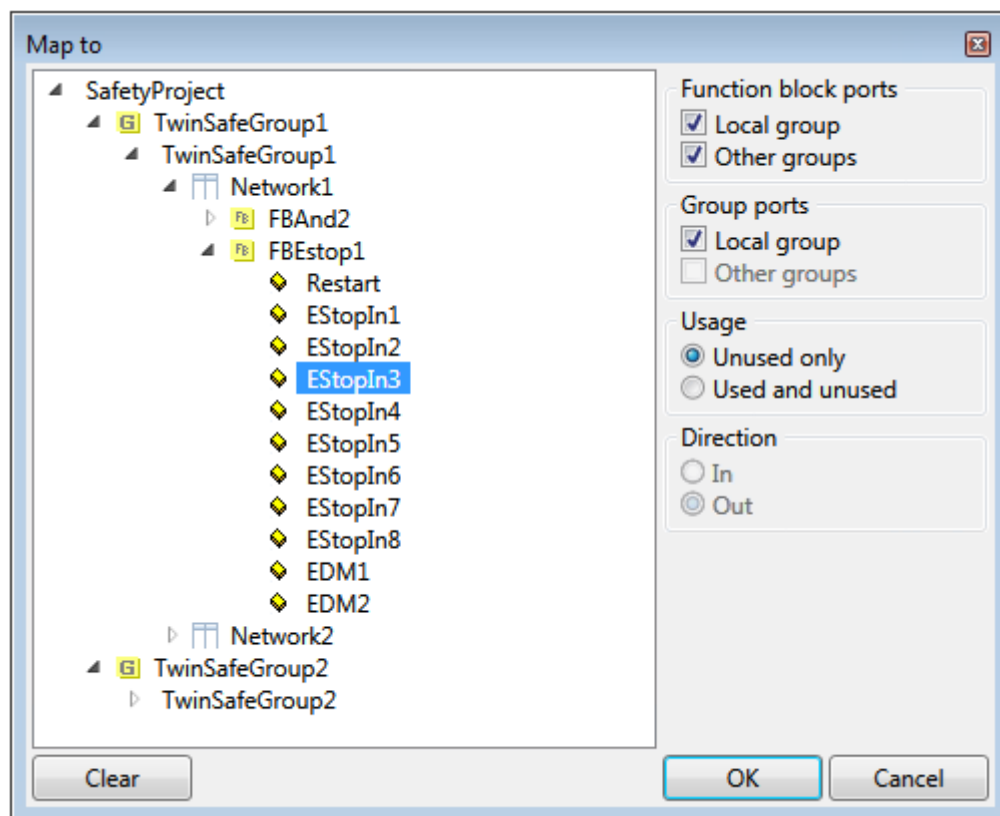 Map to
SafetyProject
G TwinSafeGroup1
TwinSafeGroup1
Network1
FB FBAnd2
FB FBEstop1
Restart
EStopIn1
EStopIn2
EStopIn3
EStopIn4
EStopIn5
EStopIn6
EStopIn7
EStopIn8
EDM1
EDM2
Network2
G TwinSafeGroup2
TwinSafeGroup2
Function block ports
Local group
Other groups
Group ports
Local group
Other groups
Usage
Unused only
Used and unused
Direction
In
Out
Clear
OK
Cancel